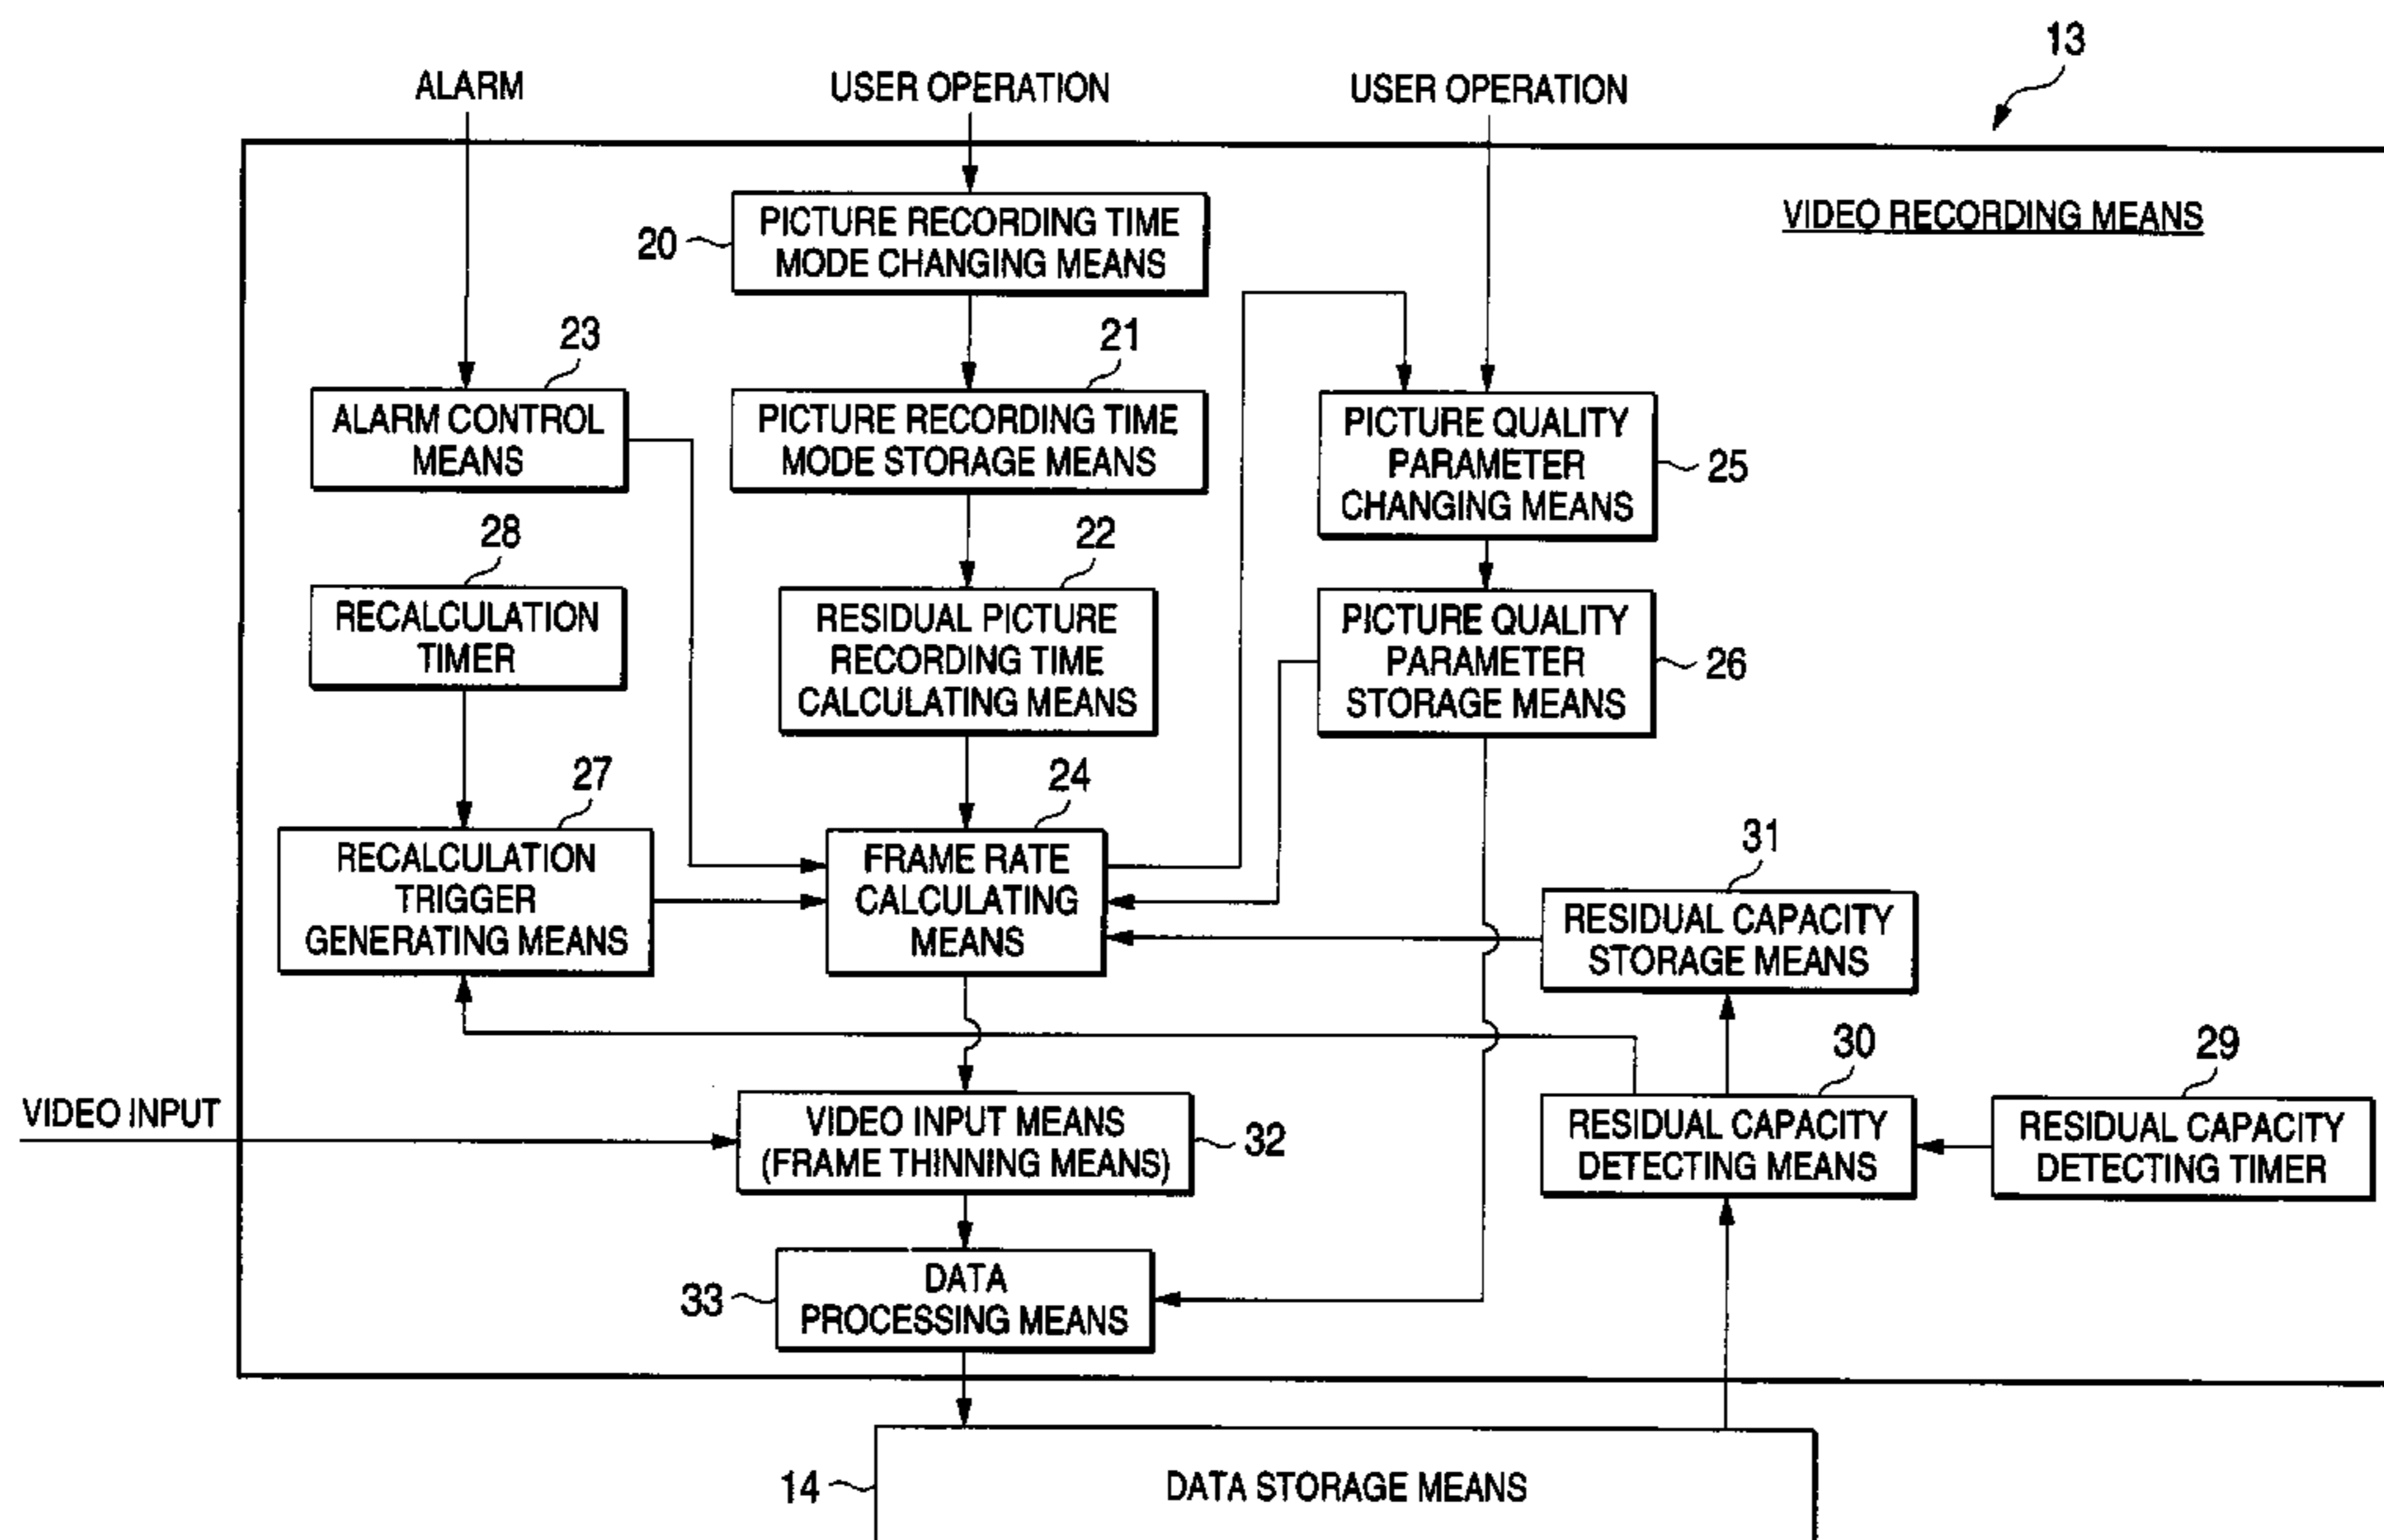 13
ALARM
USER OPERATION
USER OPERATION
VIDEO RECORDING MEANS
20
PICTURE RECORDING TIME
MODE CHANGING MEANS
23
21
ALARM CONTROL
MEANS
PICTURE RECORDING TIME
MODE STORAGE MEANS
PICTURE QUALITY
PARAMETER
CHANGING MEANS
25
28
22
RECALCULATION
TIMER
RESIDUAL PICTURE
RECORDING TIME
CALCULATING MEANS
PICTURE QUALITY
PARAMETER
STORAGE MEANS
26
27
24
RECALCULATION
TRIGGER
GENERATING MEANS
FRAME RATE
CALCULATING
MEANS
31
RESIDUAL CAPACITY
STORAGE MEANS
30
29
VIDEO INPUT
VIDEO INPUT MEANS
(FRAME THINNING MEANS)
32
RESIDUAL CAPACITY
DETECTING MEANS
RESIDUAL CAPACITY
DETECTING TIMER
33
DATA
PROCESSING MEANS
14
DATA STORAGE MEANS